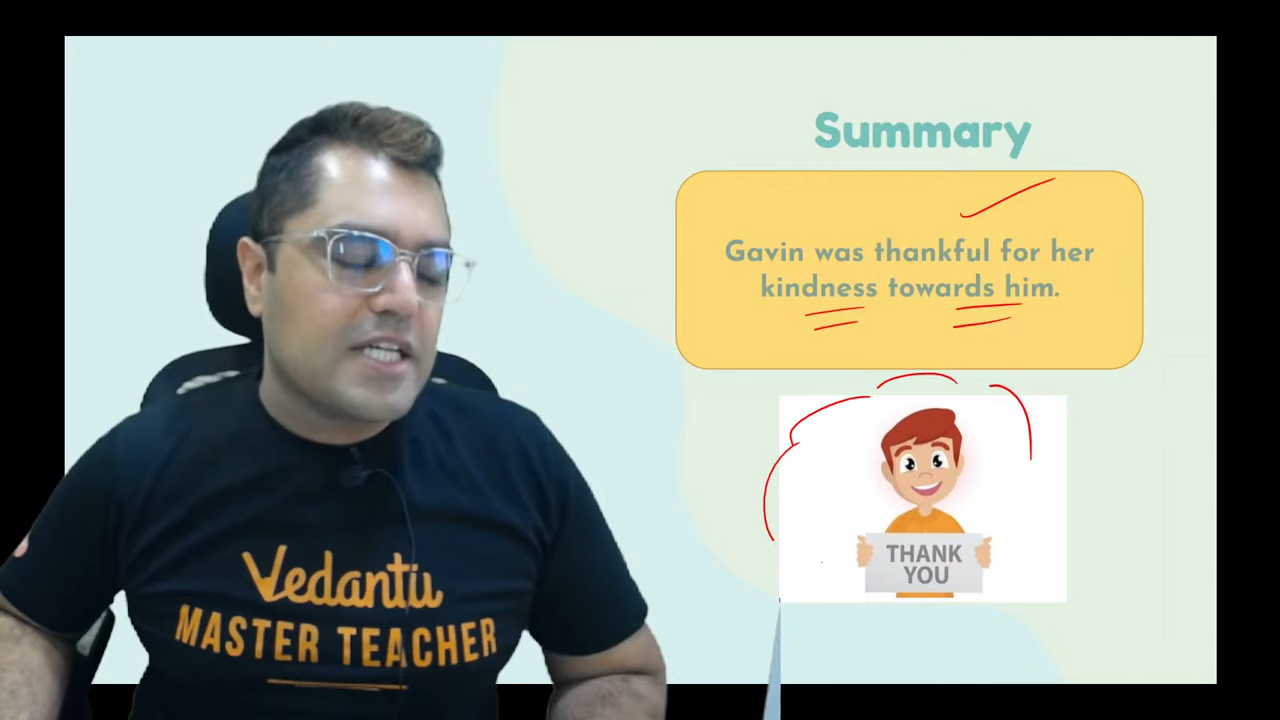 Summary
Gavin was thankful for her
kindness towards him.
THANK
YOU
Vedantu
MASTER TEACHER